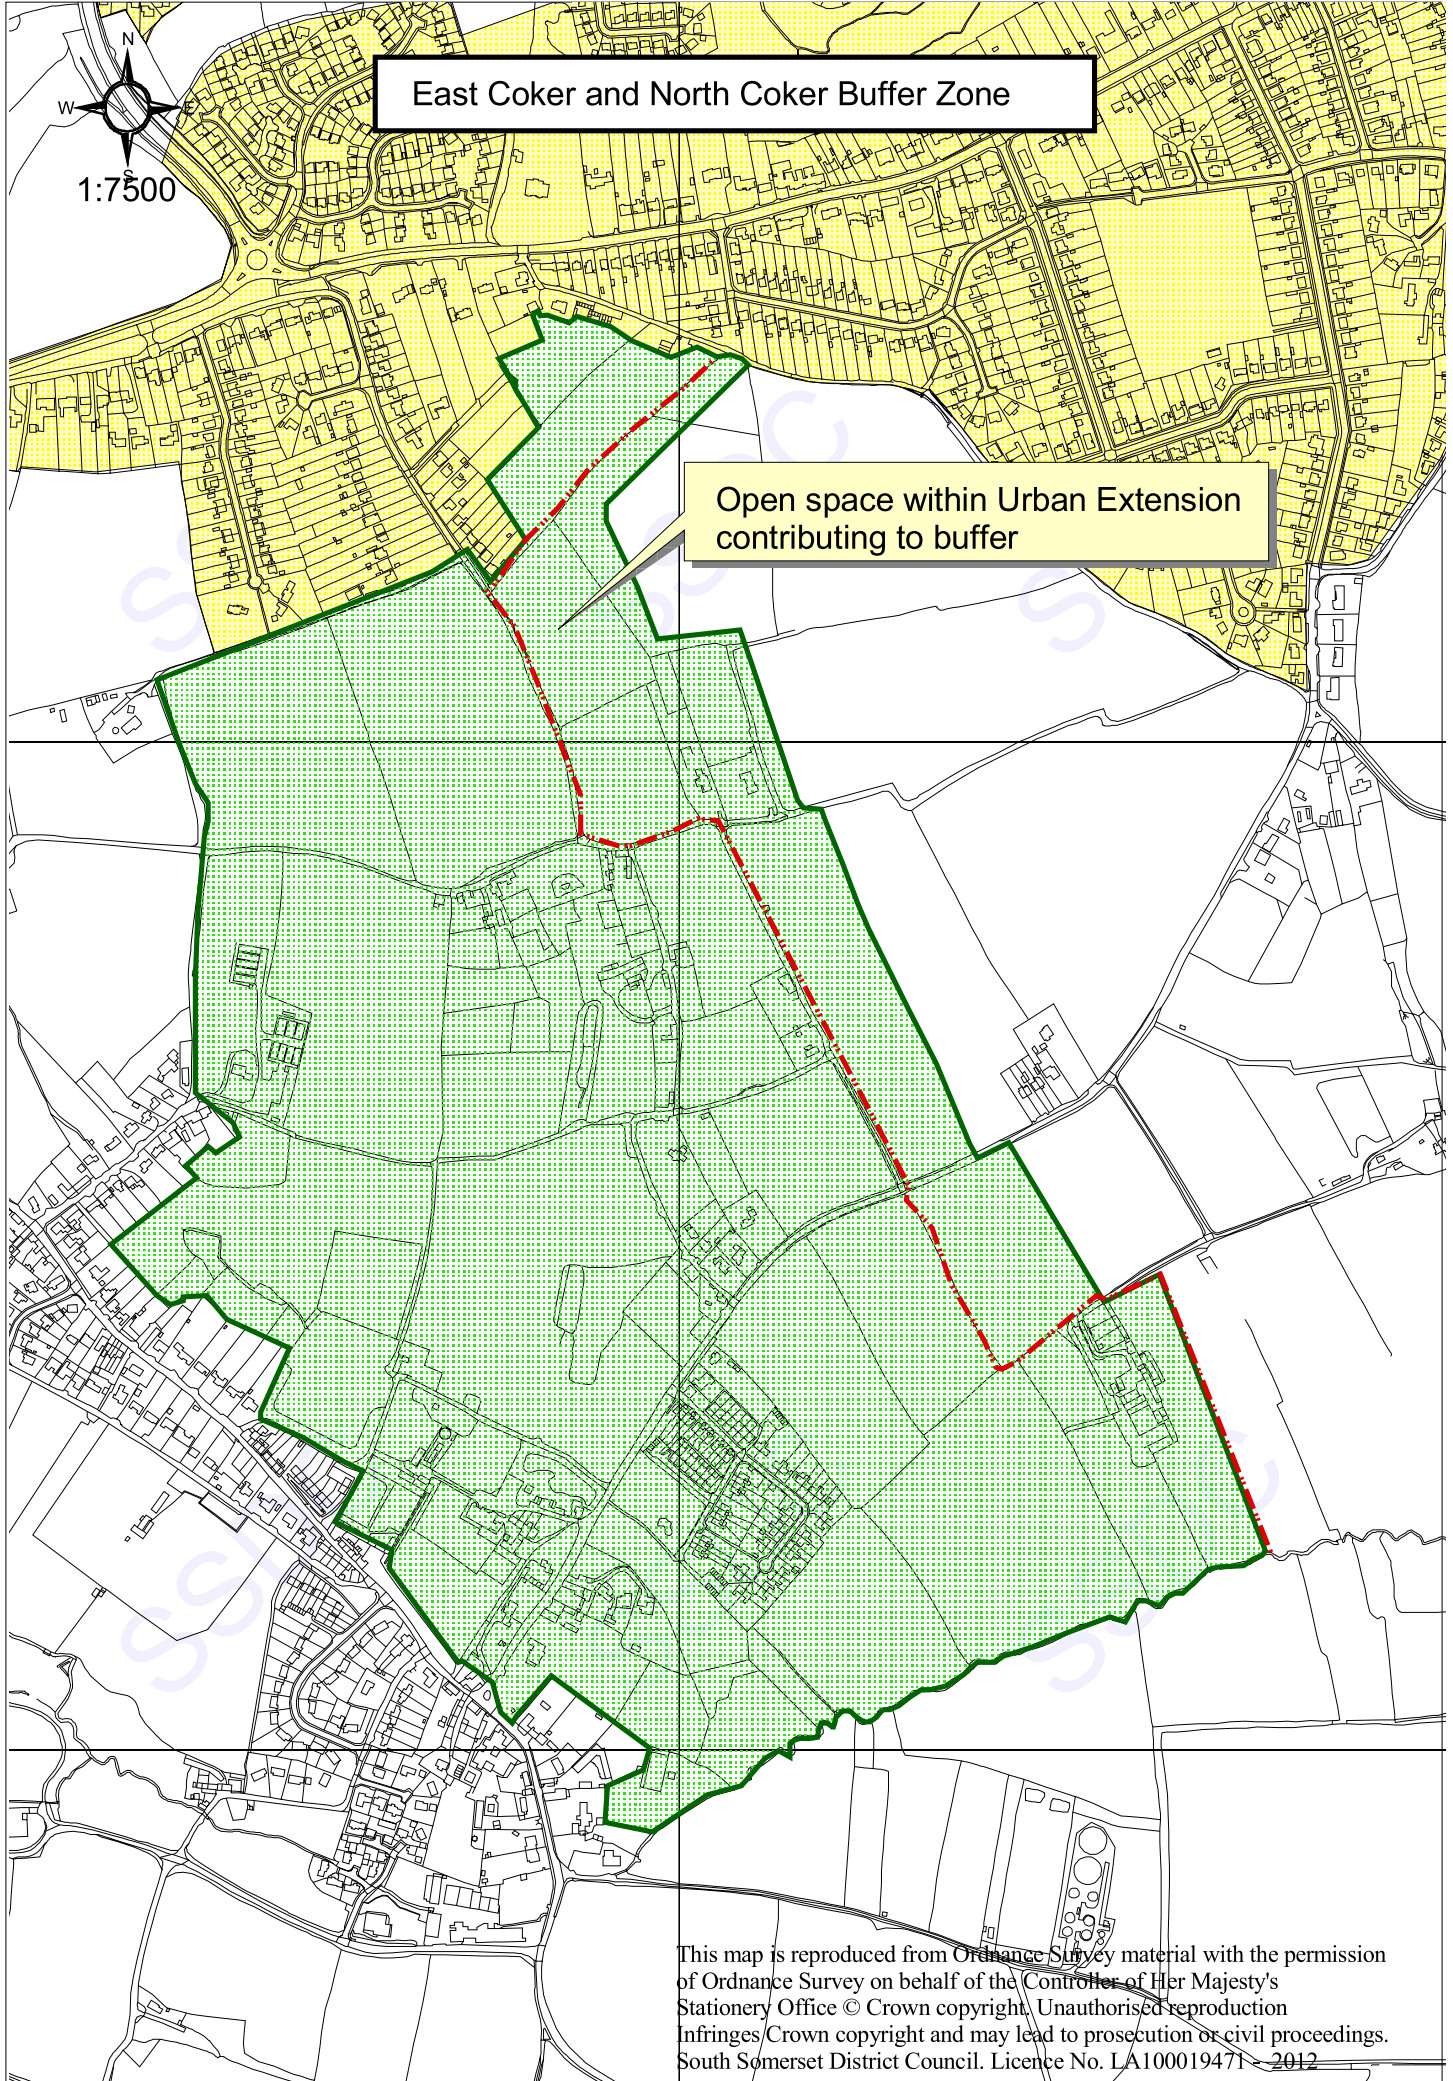 N
East Coker and North Coker Buffer Zone
W
E
S
1:7500
Open space within Urban Extension
contributing to buffer
This map is reproduced from Ordnance Survey material with the permission
of Ordnance Survey on behalf of the Controller of Her Majesty's
Stationery Office © Crown copyright. Unauthorised reproduction
Infringes Crown copyright and may lead to prosecution or civil proceedings.
South Somerset District Council. Licence No. LA100019471 - 2012